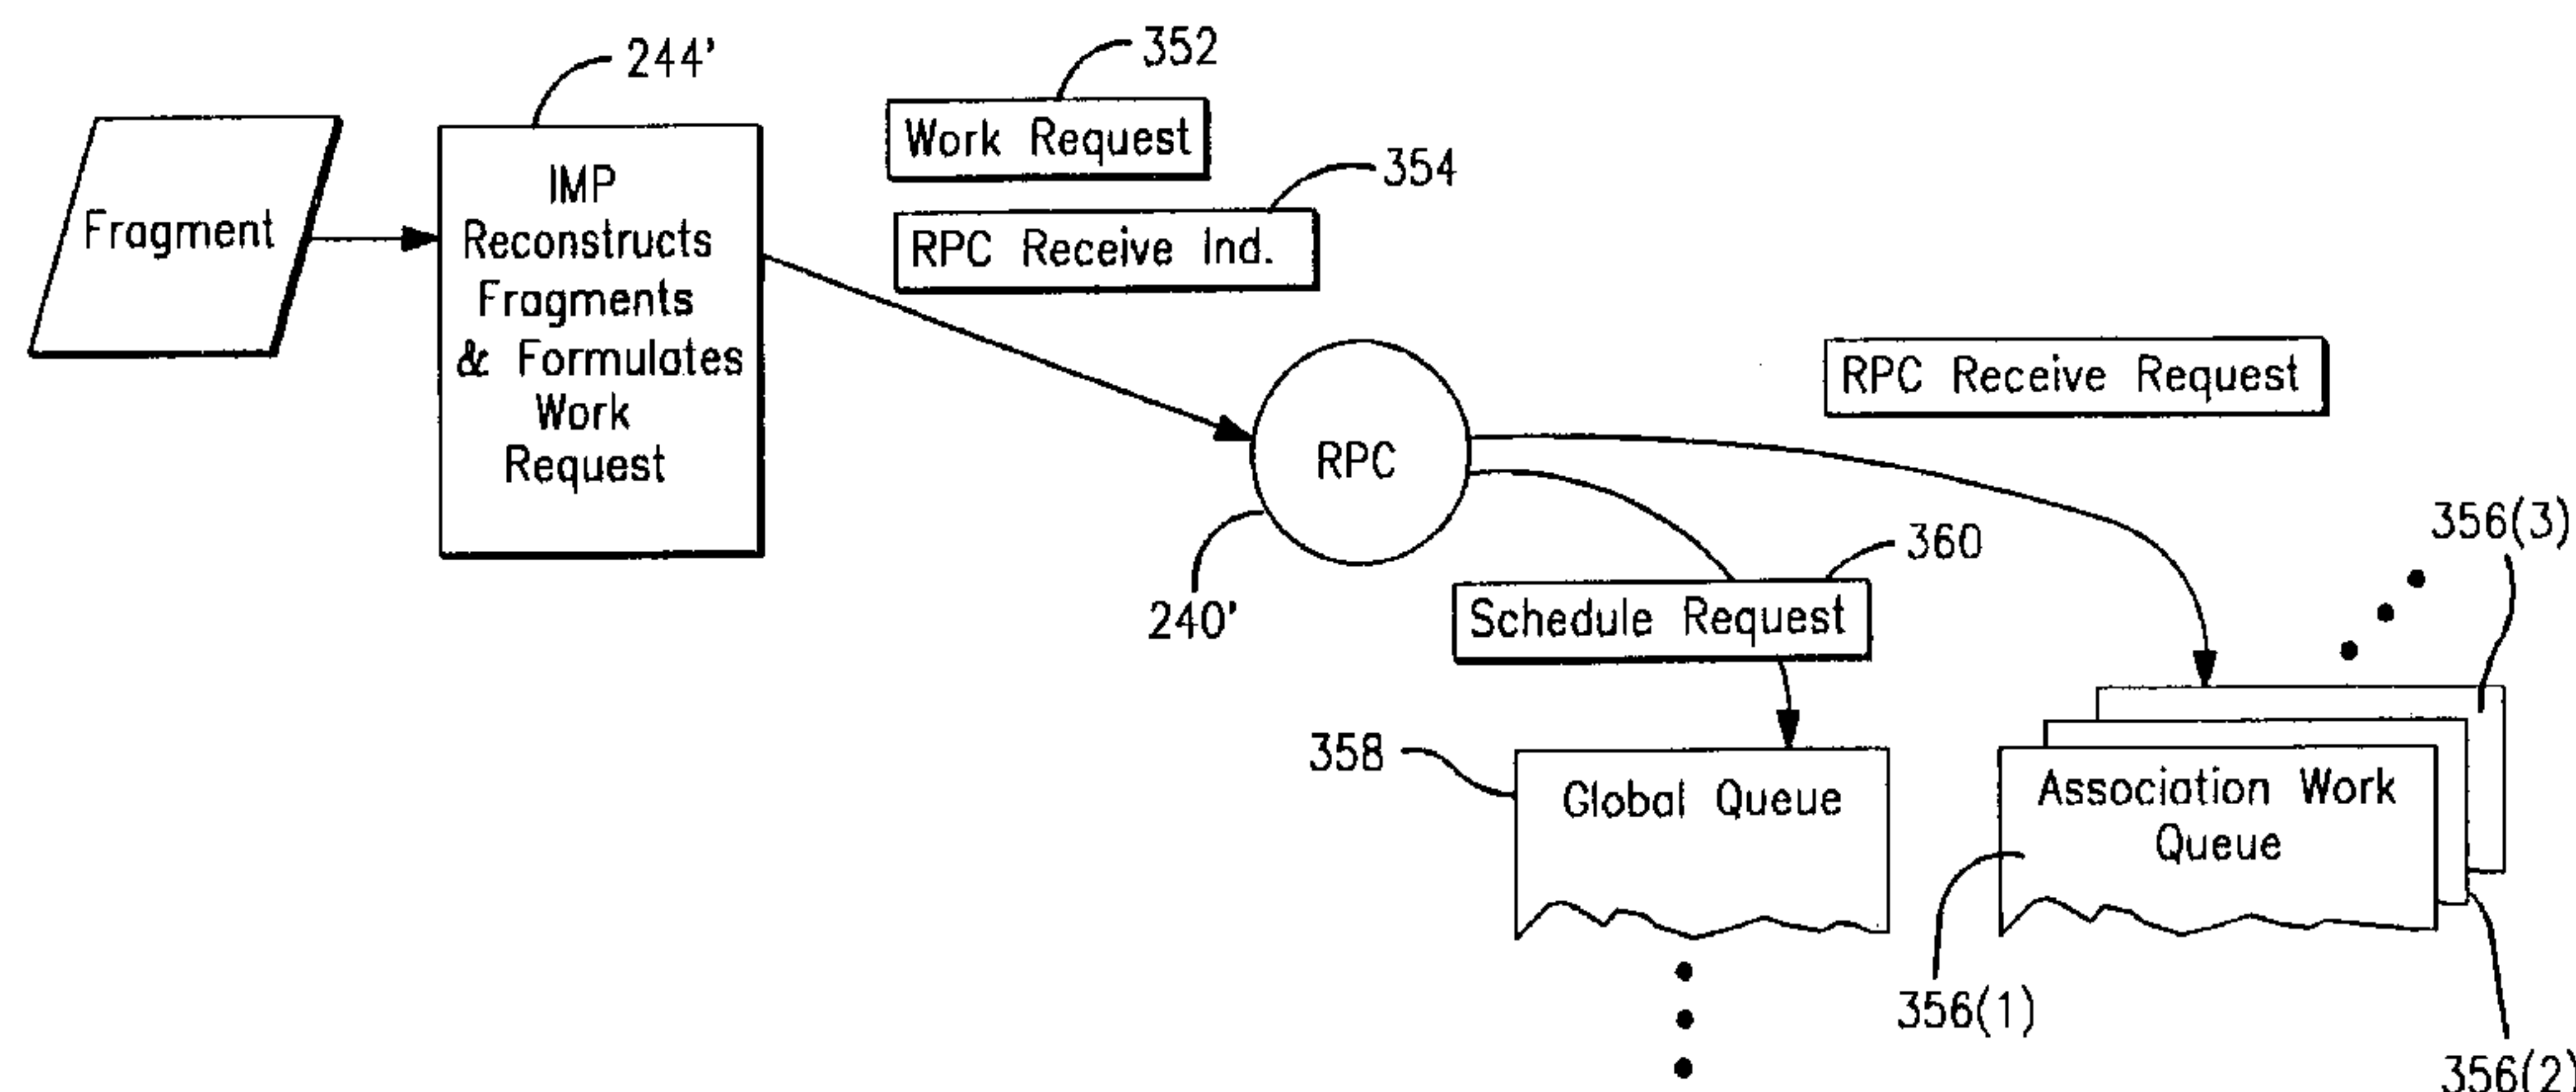 244'
352
Work Request
354
Fragment
IMP
Reconstructs
Fragments
& Formulates
Work
Request
RPC Receive Ind.
RPC Receive Request
RPC
240'
360
Schedule Request
356(3)
358
Global Queue
Association Work
Queue
356(1)
356(2)